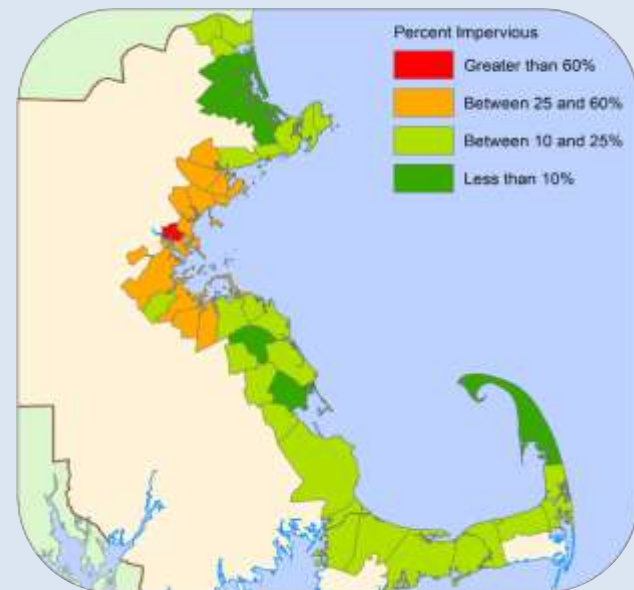 Percent Impervious
Greater than 60%
Between 25 and 60%
Between 10 and 25%
Less than 10%